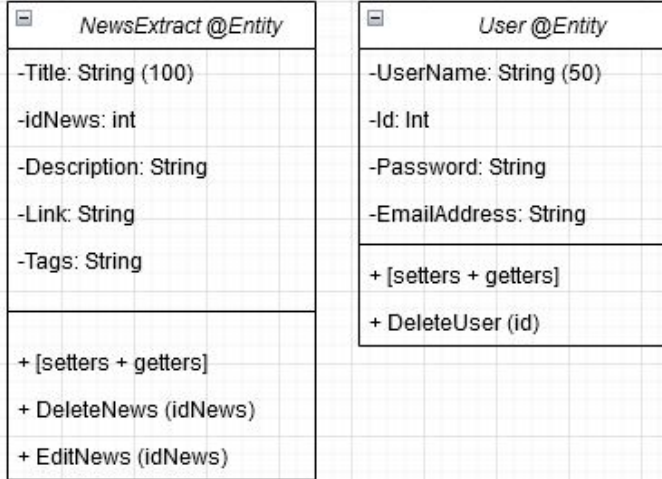 NewsExtract @Entity
-Title: String (100)
-idNews: int
-Description: String
-Link: String
-Tags: String
+ [setters + getters]
+ DeleteNews (idNews)
+ EditNews (idNews)
User @Entity
-UserName: String (50)
-Id: Int
-Password: String
-EmailAddress: String
+ [setters + getters]
+ DeleteUser (id)